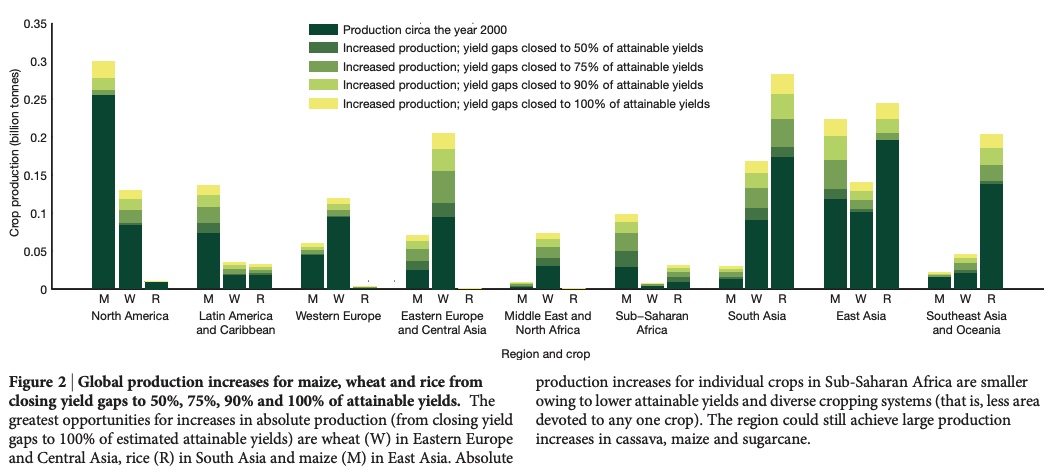 0.35
0.3
0.25
0.2
0.15
0.1
0.05
0
Crop production (billion tonnes)
Production circa the year 2000
Increased production; yield gaps closed to 50% of attainable yields
Increased production; yield gaps closed to 75% of attainable yields
Increased production; yield gaps closed to 90% of attainable yields
Increased production; yield gaps closed to 100% of attainable yields
M W R M W R M W R M W R M W R M W R M W R M W R M W R
North America
Latin America
and Caribbean
Western Europe
Eastern Europe
and Central Asia
Middle East and
North Africa
Sub–Saharan
Africa
South Asia
East Asia
Southeast Asia
and Oceania
Region and crop
Figure 2 | Global production increases for maize, wheat and rice from
closing yield gaps to 50%, 75%, 90% and 100% of attainable yields. The
greatest opportunities for increases in absolute production (from closing yield
gaps to 100% of estimated attainable yields) are wheat (W) in Eastern Europe
and Central Asia, rice (R) in South Asia and maize (M) in East Asia. Absolute
production increases for individual crops in Sub-Saharan Africa are smaller
owing to lower attainable yields and diverse cropping systems (that is, less area
devoted to any one crop). The region could still achieve large production
increases in cassava, maize and sugarcane.